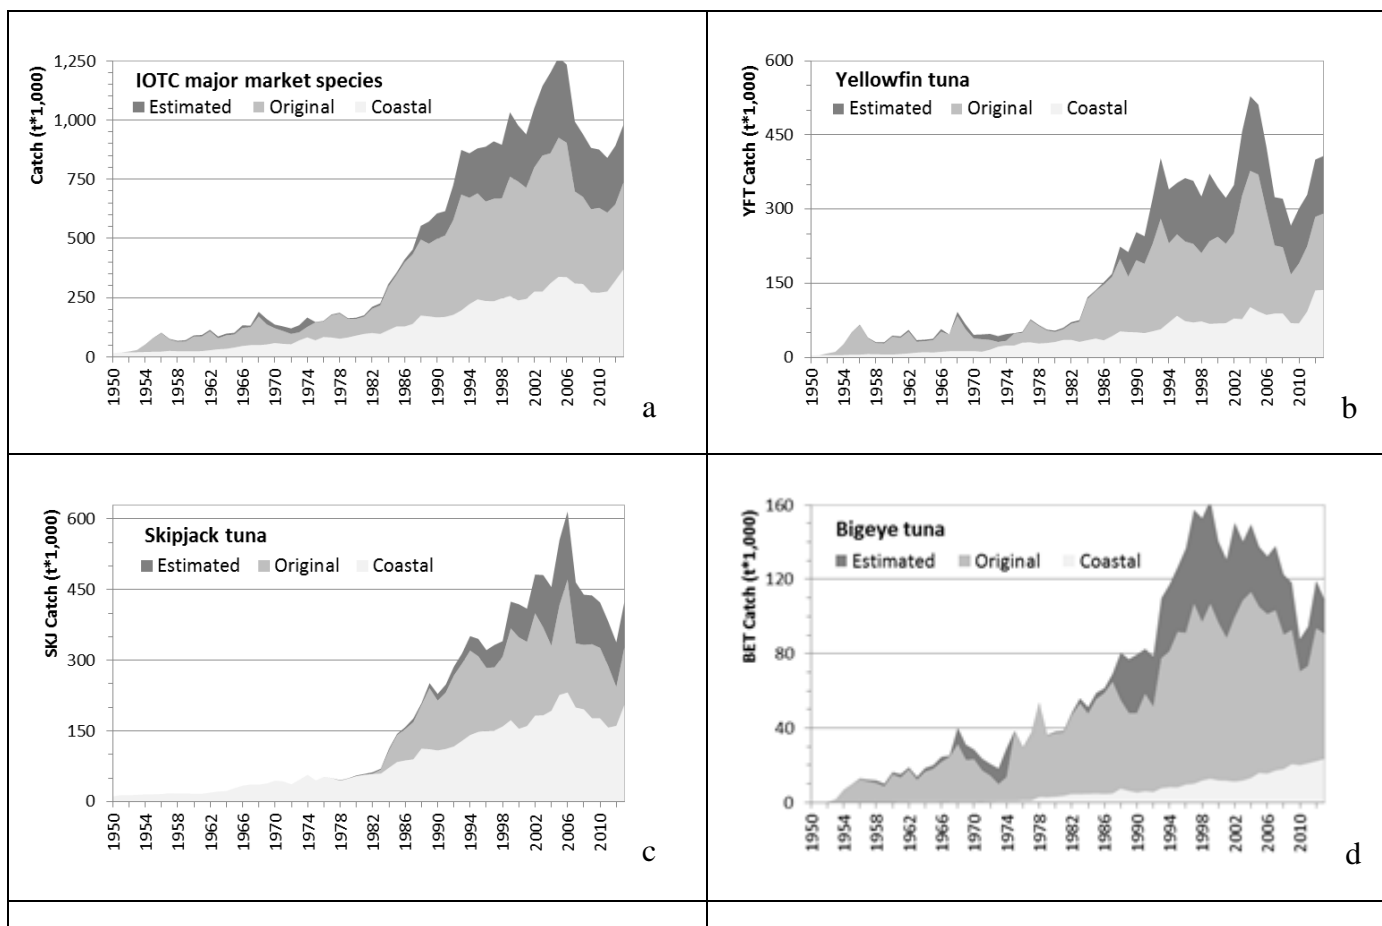 IOTC major market species
Estimated Original Coastal
Catch (t*1,000)
1,250
1,000
750
500
250
0
1950 1954 1958 1962 1966 1970 1974 1978 1982 1986 1990 1994 1998 2002 2006 2010
a
Yellowfin tuna
Estimated Original Coastal
YFT Catch (t*1,000)
600
450
300
150
0
1950 1954 1958 1962 1966 1970 1974 1978 1982 1986 1990 1994 1998 2002 2006 2010
b
Skipjack tuna
Estimated Original Coastal
SKJ Catch (t*1,000)
600
450
300
150
0
1950 1954 1958 1962 1966 1970 1974 1978 1982 1986 1990 1994 1998 2002 2006 2010
c
Bigeye tuna
Estimated Original Coastal
BET Catch (t*1,000)
160
120
80
40
0
1950 1954 1958 1962 1966 1970 1974 1978 1982 1986 1990 1994 1998 2002 2006 2010
d